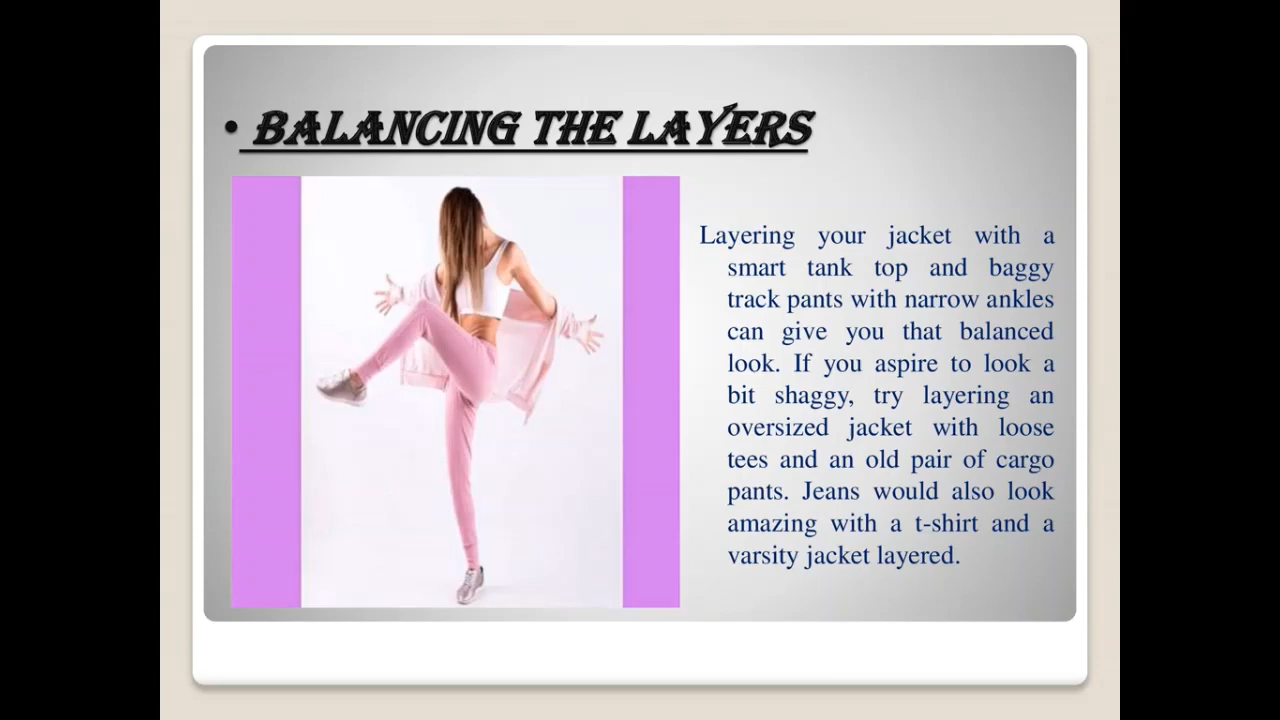 • BALANCING THE LAYERS
Layering your jacket with a
smart tank top and baggy
track pants with narrow ankles
can give you that balanced
look. If you aspire to look a
bit shaggy, try layering an
oversized jacket with loose
tees and an old pair of cargo
pants. Jeans would also look
amazing with a t-shirt and a
varsity jacket layered.